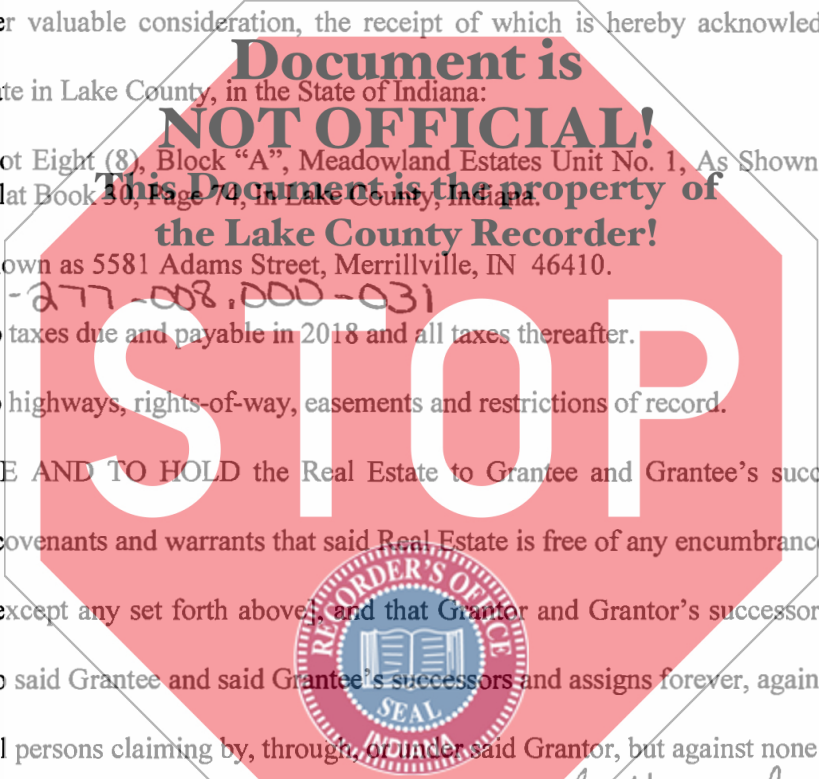 er valuable consideration, the receipt of which is hereby acknowled
Document is
te in Lake County, in the State of Indiana:
NOT OFFICIAL!
ot Eight (8), Block “A”, Meadowland Estates Unit No. 1, As Shown
This Document is the property of
lat Book 30, Page 74, in Lake County, Indiana.
the Lake County Recorder!
own as 5581 Adams Street, Merrillville, IN 46410.
-277-008.000-031
taxes due and payable in 2018 and all taxes thereafter.
STOP
highways, rights-of-way, easements and restrictions of record.
E AND TO HOLD the Real Estate to Grantee and Grantee’s succ
covenants and warrants that said Real Estate is free of any encumbranc
except any set forth above], and that Grantor and Grantor’s successor
said Grantee and said Grantee’s successors and assigns forever, again
l persons claiming by, through, or under said Grantor, but against none
RECORDER'S OFFICE
SEAL
INDIANA